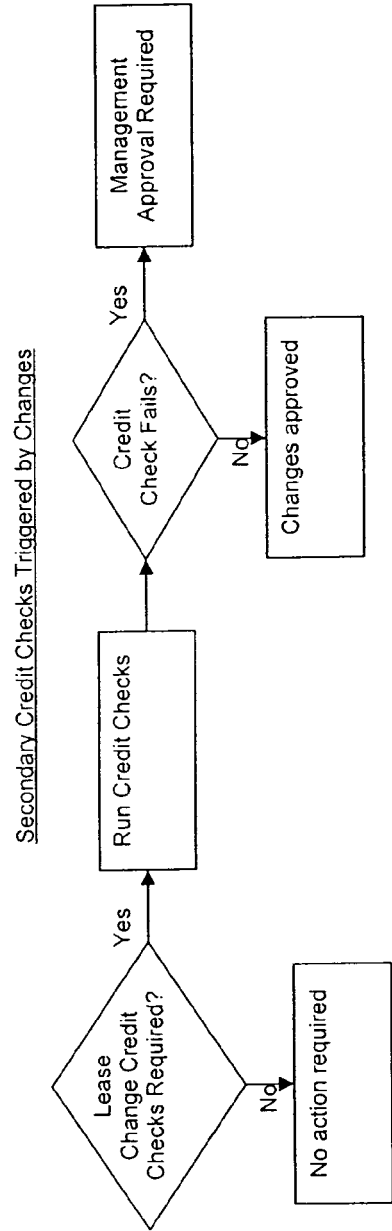 Secondary Credit Checks Triggered by Changes
Lease
Change Credit
Checks Required?
Yes
No
No action required
Run Credit Checks
Credit
Check Fails?
Yes
No
Changes approved
Management
Approval Required